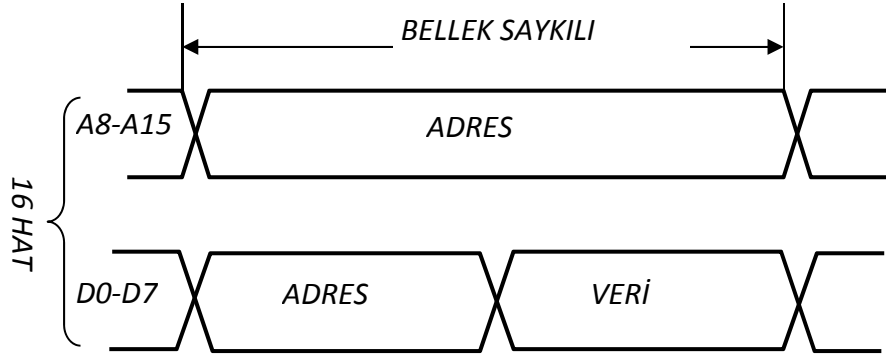 BELLEK SAYKILI
A8-A15
ADRES
16 HAT
D0-D7
ADRES
VERİ